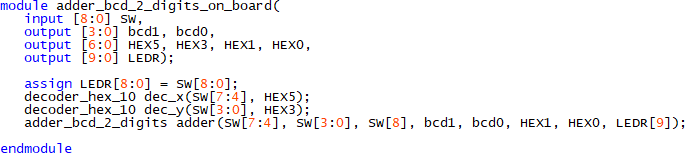 module adder_bcd_2_digits_on_board(
input [8:0] SW,
output [3:0] bcd1, bcd0,
output [6:0] HEX5, HEX3, HEX1, HEX0,
output [9:0] LEDR);
assign LEDR[8:0] = SW[8:0];
decoder_hex_10 dec_x(SW[7:4], HEX5);
decoder_hex_10 dec_y(SW[3:0], HEX3);
adder_bcd_2_digits adder(SW[7:4], SW[3:0], SW[8], bcd1, bcd0, HEX1, HEX0, LEDR[9]);
endmodule